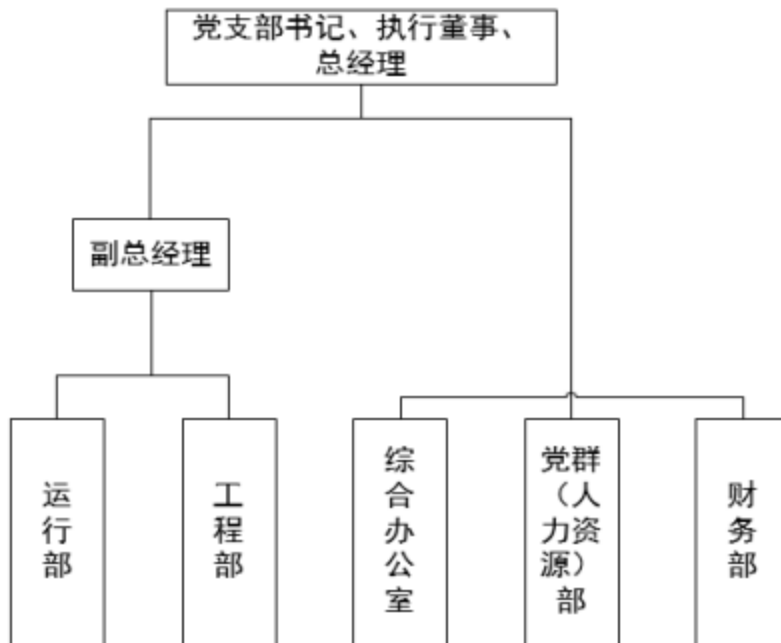 党支部书记、执行董事、
总经理
副总经理
运
行
部
工
程
部
综
合
办
公
室
党群
（人
力资
源）
部
财
务
部